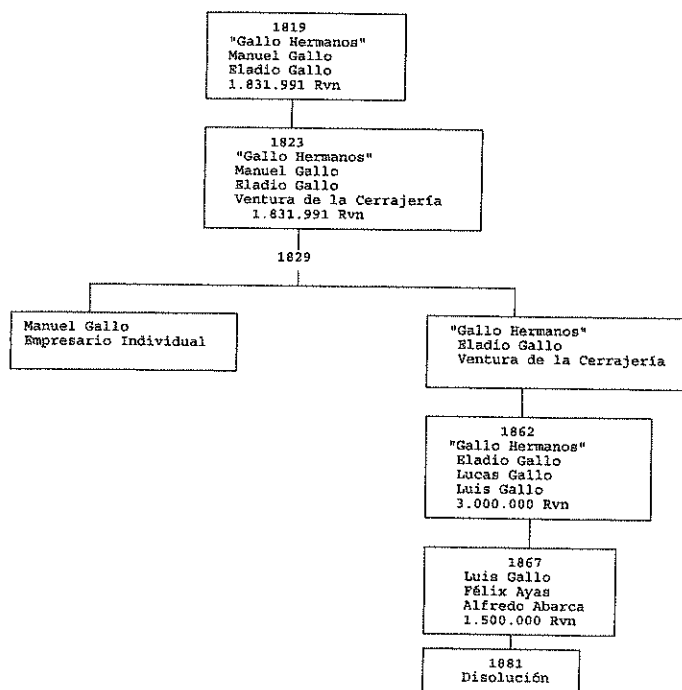 1819
"Gallo Hermanos"
Manuel Gallo
Eladio Gallo
1.831.991 Rvn
1823
"Gallo Hermanos"
Manuel Gallo
Eladio Gallo
Ventura de la Cerrajería
1.831.991 Rvn
1829
Manuel Gallo
Empresario Individual
"Gallo Hermanos"
Eladio Gallo
Ventura de la Cerrajería
1862
"Gallo Hermanos"
Eladio Gallo
Lucas Gallo
Luis Gallo
3.000.000 Rvn
1867
Luis Gallo
Félix Ayas
Alfredo Abarca
1.500.000 Rvn
1881
Disolución